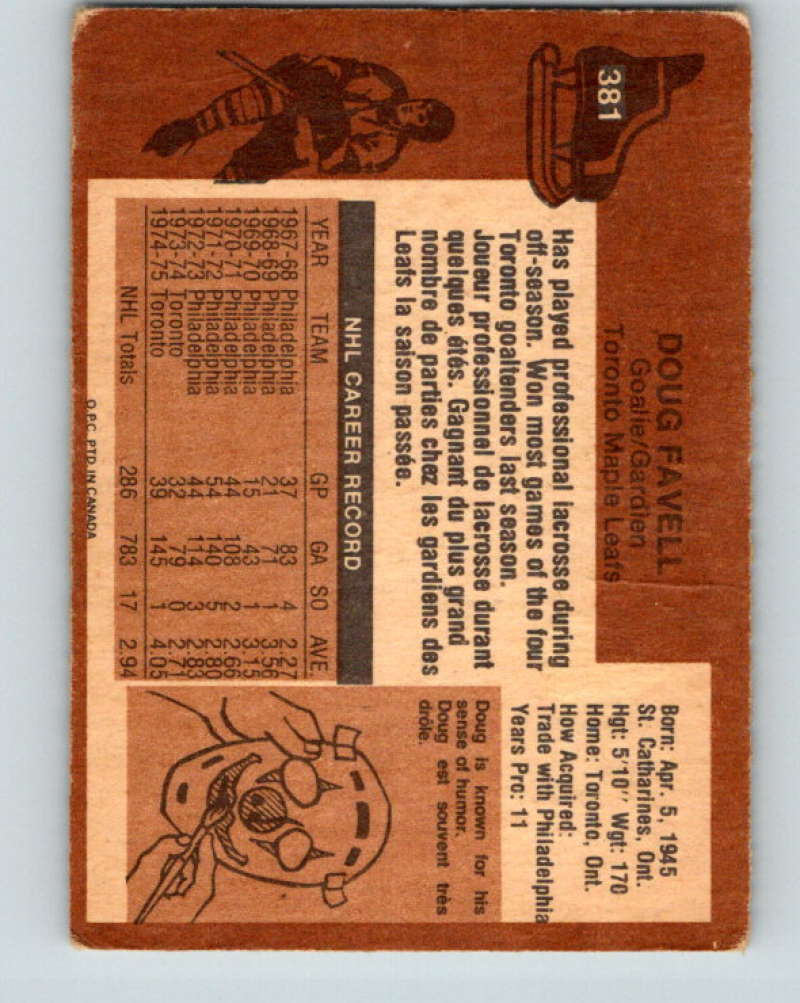 381
DOUG FAVELL
Goalie/Gardien
Toronto Maple Leafs
Born: Apr. 5, 1945
St. Catharines, Ont.
Hgt: 5'10" Wgt: 170
Home: Toronto, Ont.
How Acquired:
Trade with Philadelphia
Years Pro: 11
Has played professional lacrosse during
off-season. Won most games of the four
Toronto goaltenders last season.
Joueur professionnel de lacrosse durant
quelques étés. Gagnant du plus grand
nombre de parties chez les gardiens des
Leafs la saison passée.
NHL CAREER RECORD
YEAR TEAM GP GA SO AVE
1967-68 Philadelphia 37 83 4 2.27
1968-69 Philadelphia 21 71 1 3.56
1969-70 Philadelphia 15 43 1 3.15
1970-71 Philadelphia 44 108 2 2.66
1971-72 Philadelphia 54 140 5 2.80
1972-73 Philadelphia 44 114 3 2.83
1973-74 Toronto 32 79 0 2.71
1974-75 Toronto 39 145 1 4.05
NHL Totals 286 783 17 2.94
Doug is known for his
sense of humor.
Doug est souvent très
drôle.
O.P.C. PTD. IN CANADA